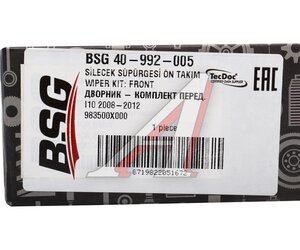 BSG
BSG 40-992-005
SİLECEK SÜPÜRGESİ ÖN TAKIM
WIPER KIT: FRONT
ДВОРНИК – КОМПЛЕКТ ПЕРЕД.
I10 2008-2012
983500X000
TecDoc
EAC
1 piece
8719822851672